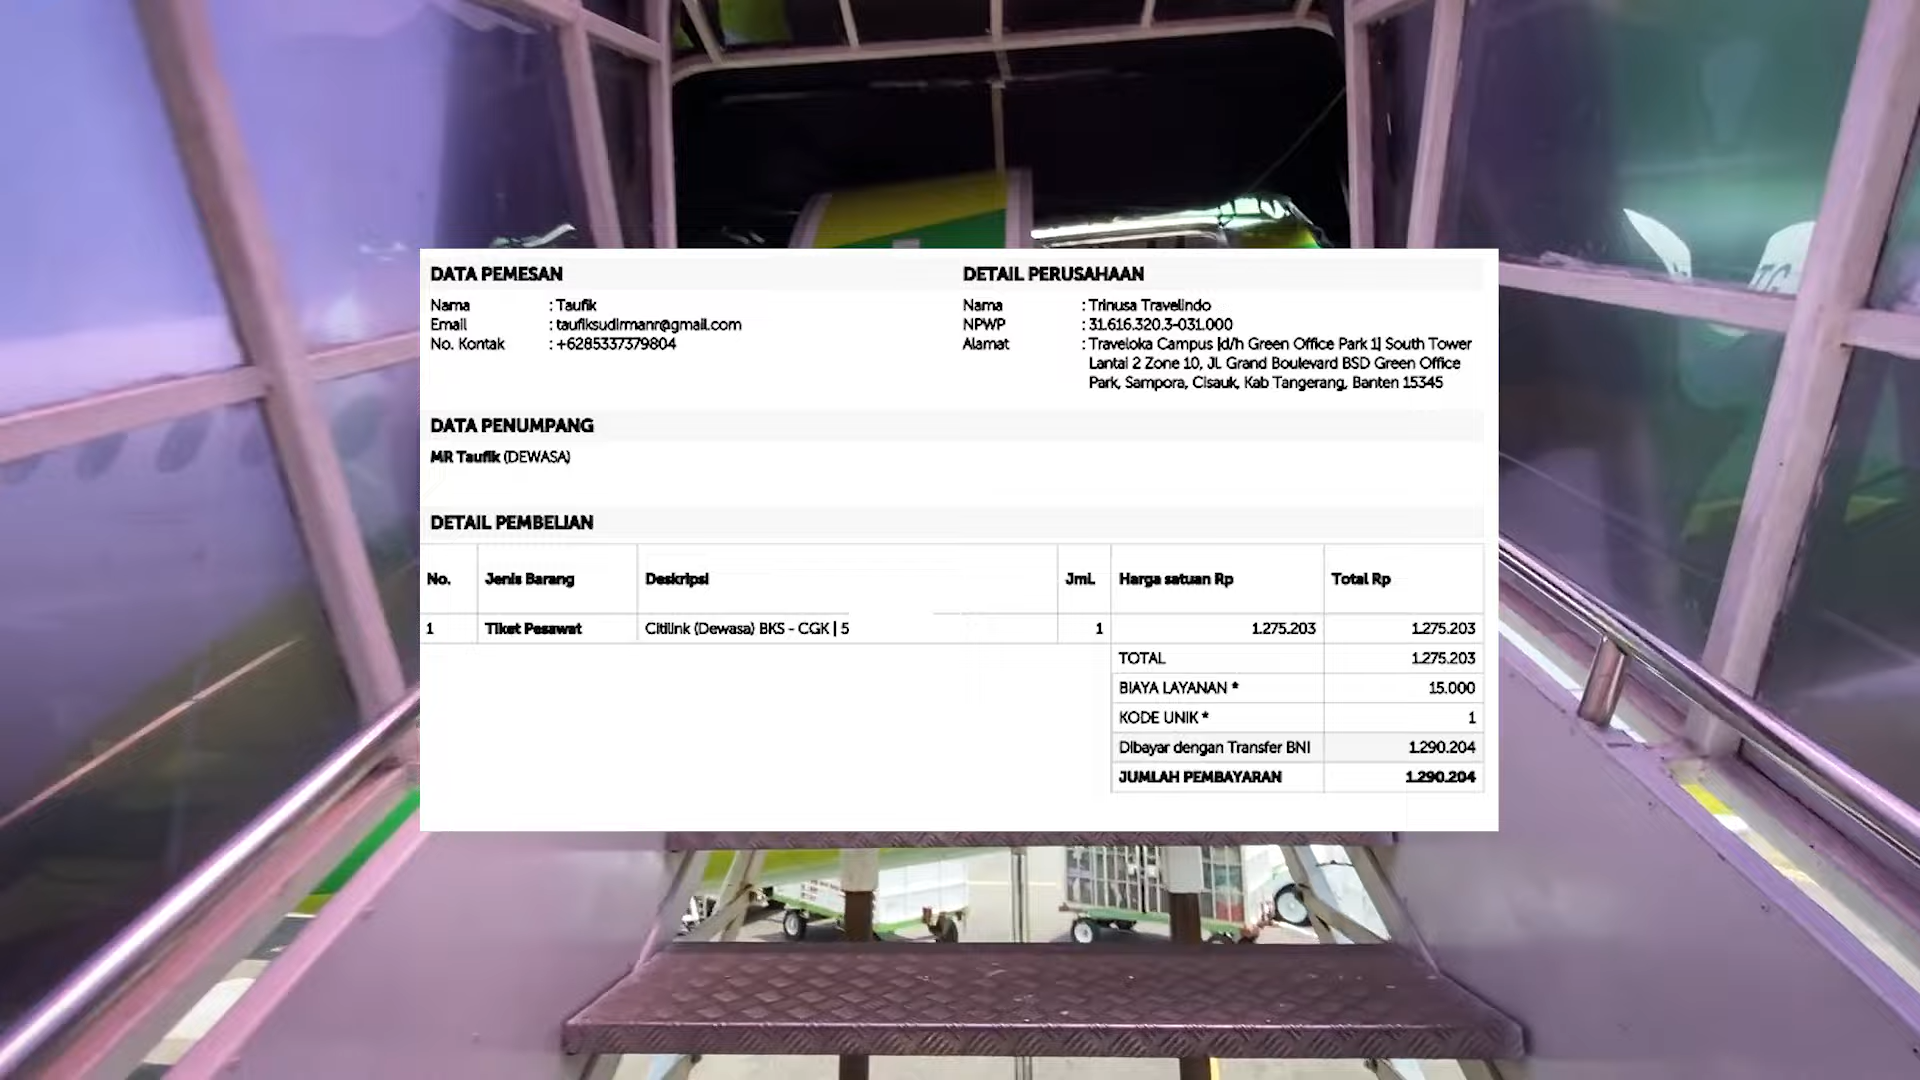 DATA PEMESAN
Nama : Taufik
Email : taufiksudirmanr@gmail.com
No. Kontak : +6285337379804
DETAIL PERUSAHAAN
Nama : Trinusa Travelindo
NPWP : 31.616.320.3-031.000
Alamat : Traveloka Campus |d/h Green Office Park 1| South Tower
Lantai 2 Zone 10, Jl. Grand Boulevard BSD Green Office
Park, Sampora, Cisauk, Kab Tangerang, Banten 15345
DATA PENUMPANG
MR Taufik (DEWASA)
DETAIL PEMBELIAN
No. Jenis Barang Deskripsi Jml. Harga satuan Rp Total Rp
1 Tiket Pesawat Citilink (Dewasa) BKS - CGK | 5 1 1.275.203 1.275.203
TOTAL 1.275.203
BIAYA LAYANAN * 15.000
KODE UNIK * 1
Dibayar dengan Transfer BNI 1.290.204
JUMLAH PEMBAYARAN 1.290.204